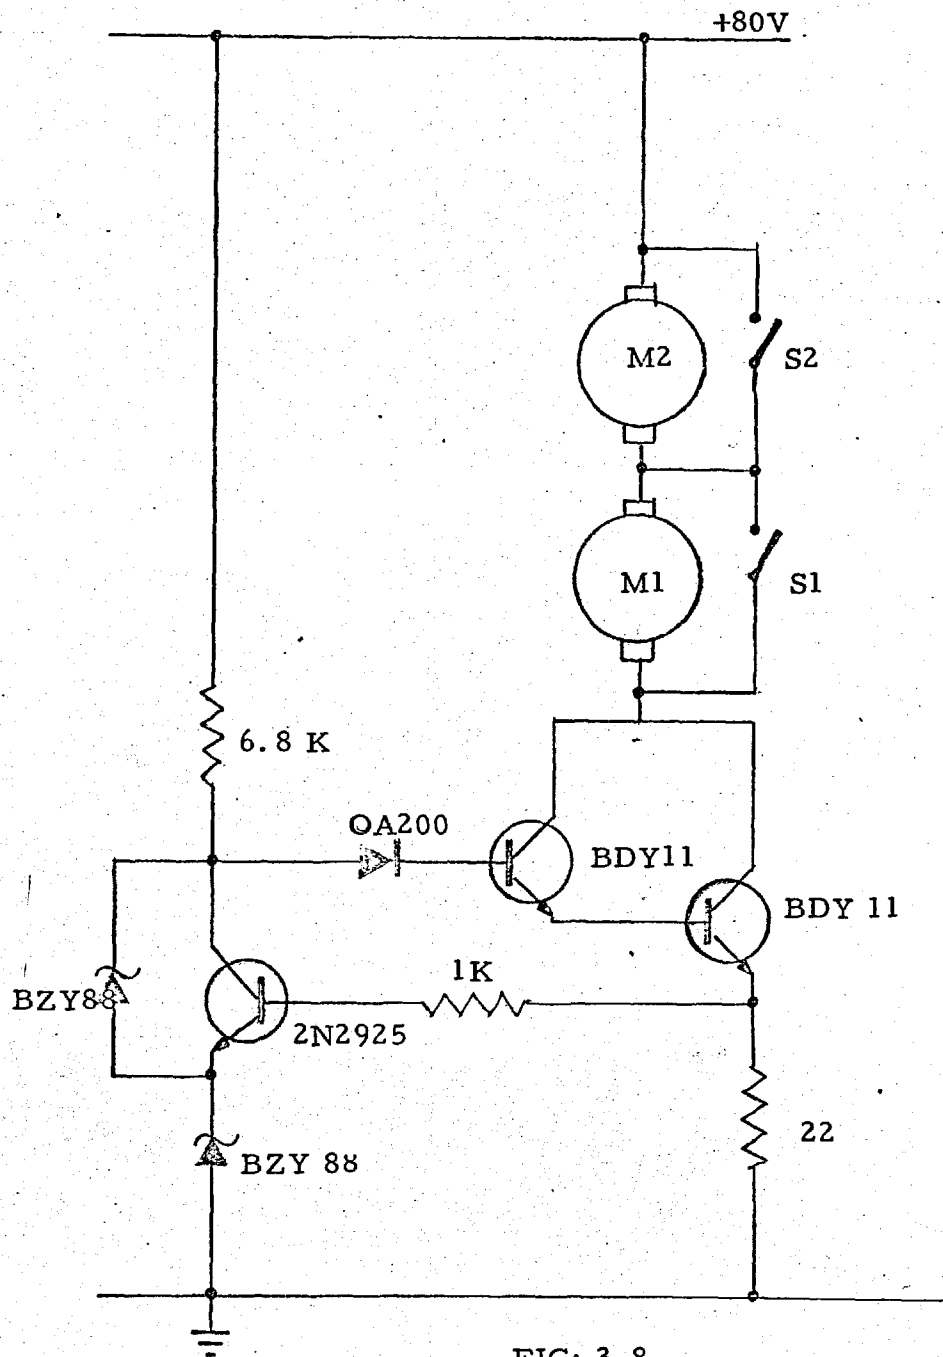 +80V
M2
S2
M1
S1
6.8 K
OA200
BDY11
BDY 11
1K
BZY88
2N2925
22
BZY 88
FIG: 3.8